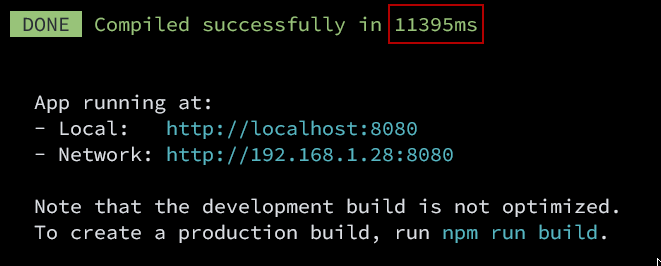 DONE Compiled successfully in 11395ms
App running at:
- Local: http://localhost:8080
- Network: http://192.168.1.28:8080
Note that the development build is not optimized.
To create a production build, run npm run build.